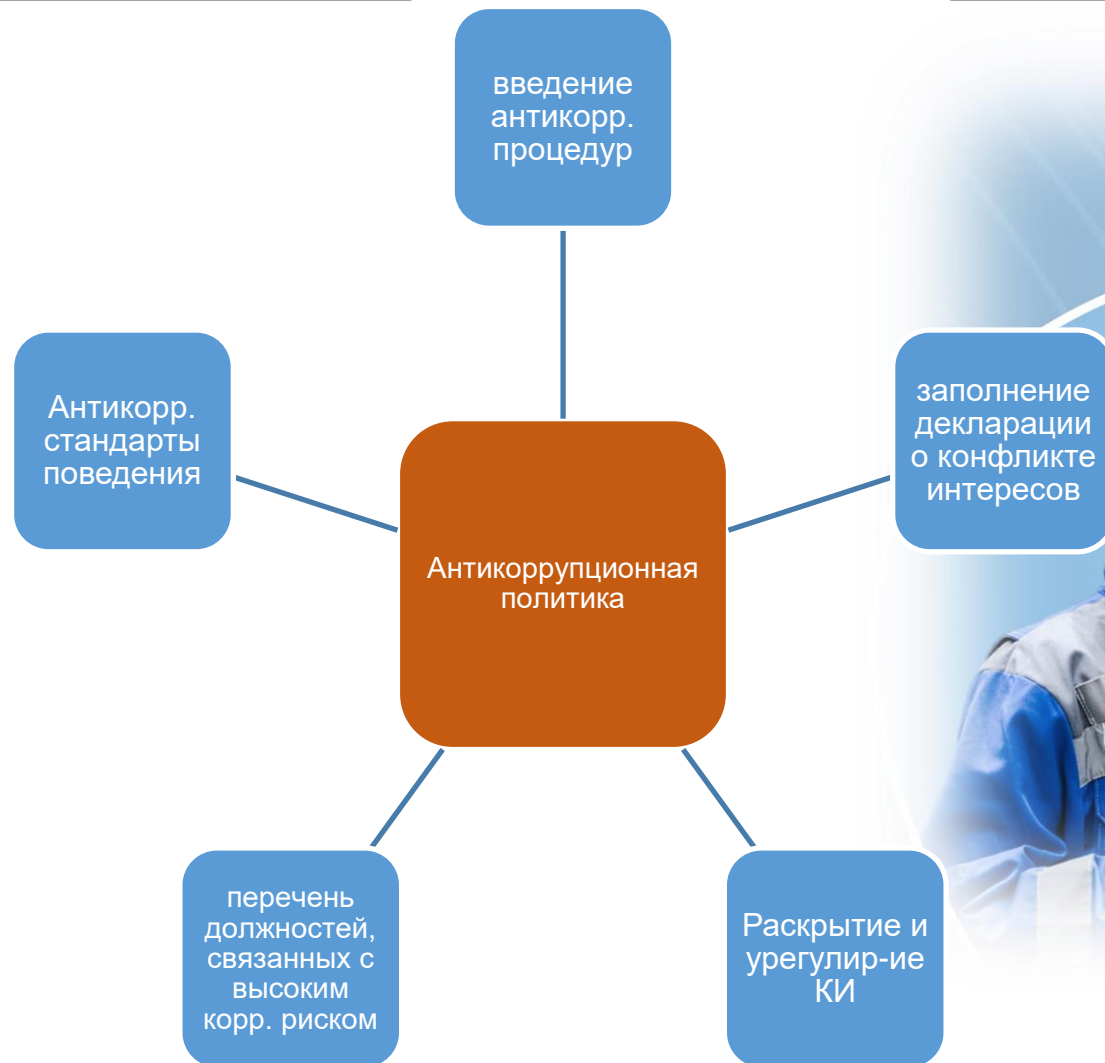 введение
антикорр.
процедур
Антикорр.
стандарты
поведения
заполнение
декларации
о конфликте
интересов
Антикоррупционная
политика
перечень
должностей,
связанных с
высоким
корр. риском
Раскрытие и
урегулир-ие
КИ